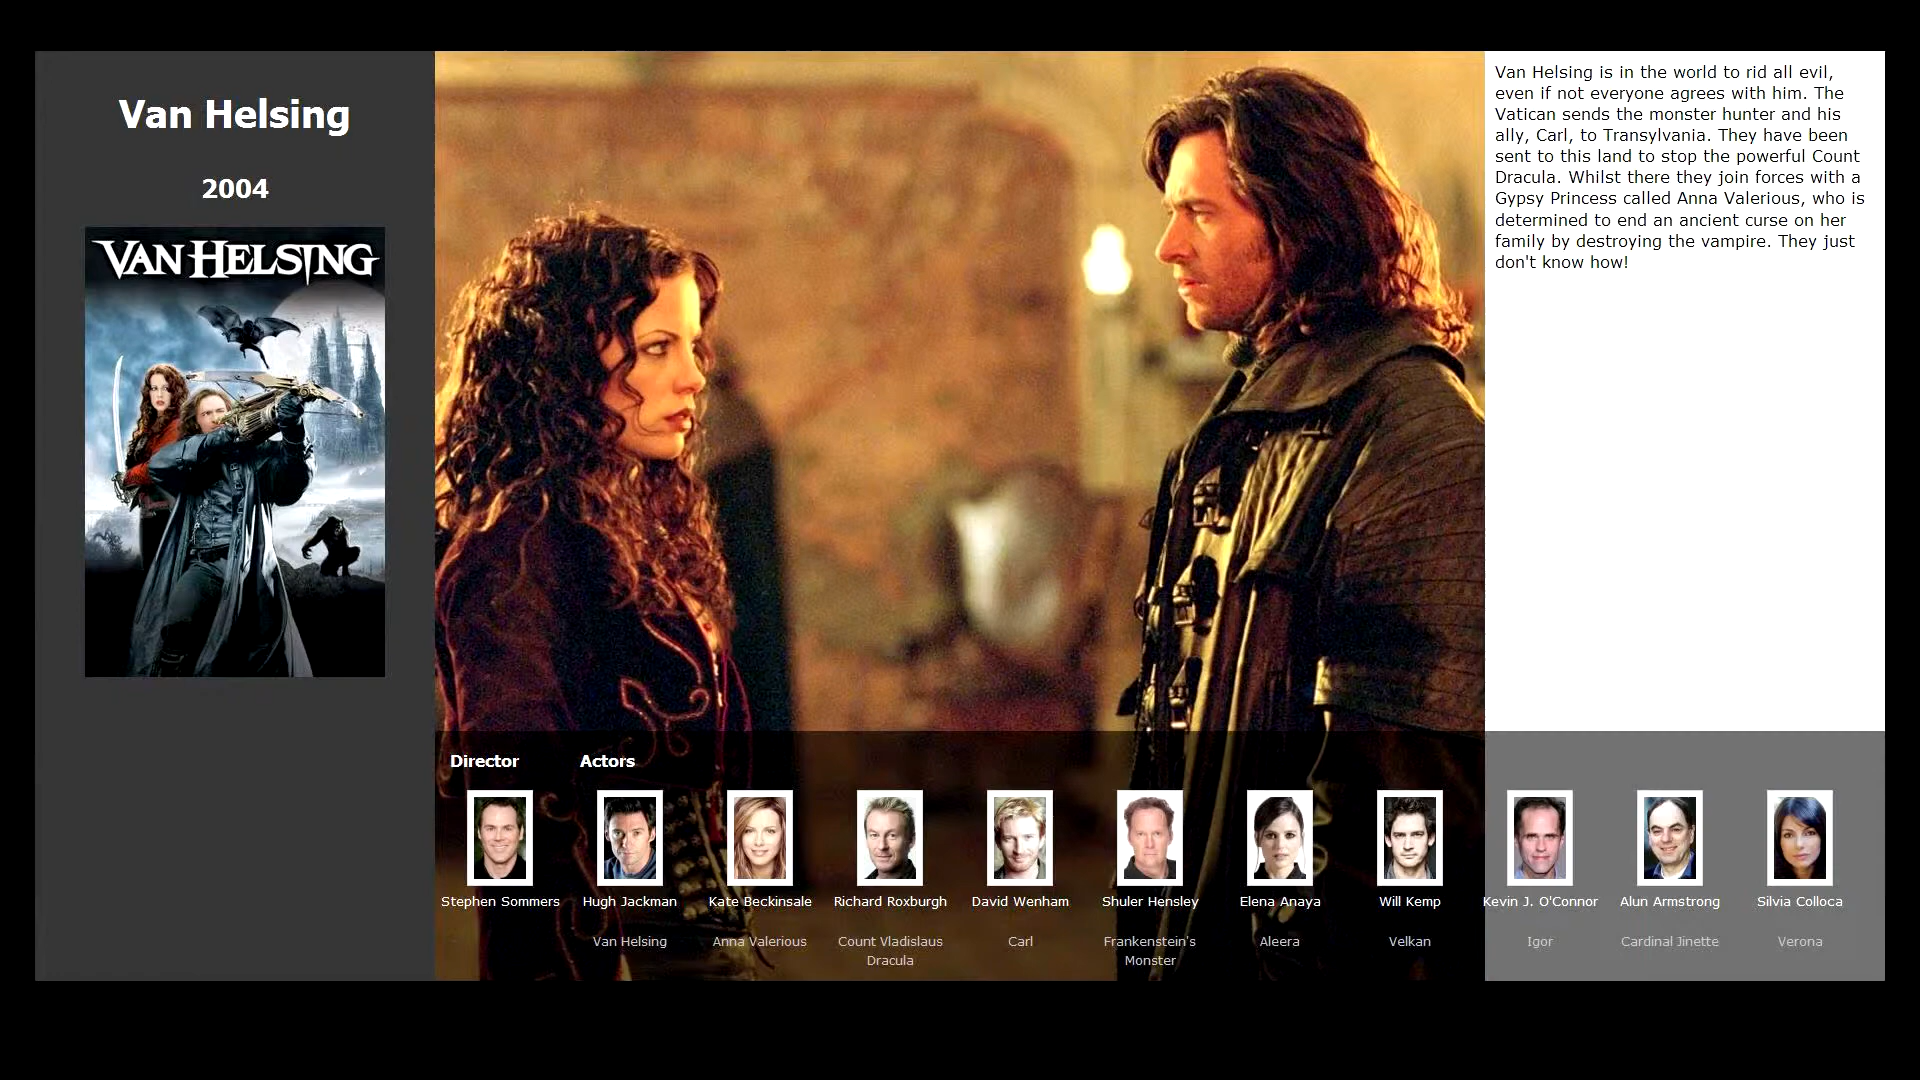 Van Helsing
2004
VAN HELSING
Van Helsing is in the world to rid all evil,
even if not everyone agrees with him. The
Vatican sends the monster hunter and his
ally, Carl, to Transylvania. They have been
sent to this land to stop the powerful Count
Dracula. Whilst there they join forces with a
Gypsy Princess called Anna Valerious, who is
determined to end an ancient curse on her
family by destroying the vampire. They just
don't know how!
Director Actors
Stephen Sommers Hugh Jackman Kate Beckinsale Richard Roxburgh David Wenham Shuler Hensley Elena Anaya Will Kemp Kevin J. O'Connor Alun Armstrong Silvia Colloca
Van Helsing Anna Valerious Count Vladislaus Carl Frankenstein's Aleera Velkan Igor Cardinal Jinette Verona
Dracula Monster